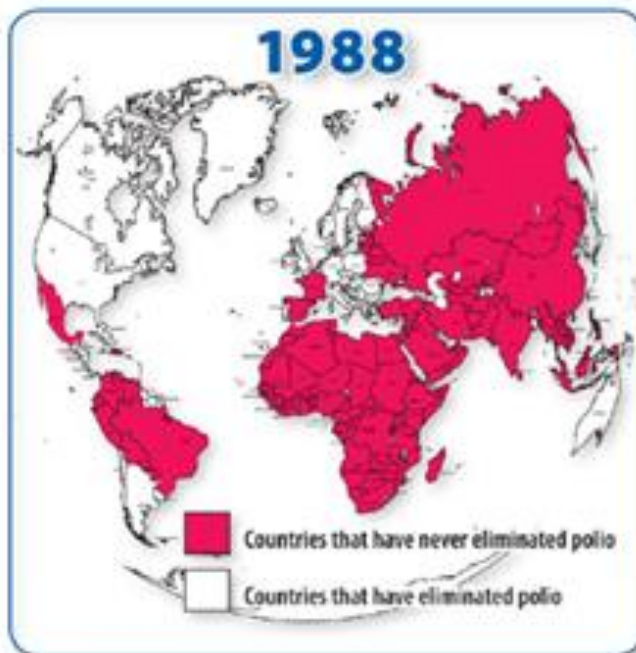 1988
Countries that have never eliminated polio
Countries that have eliminated polio